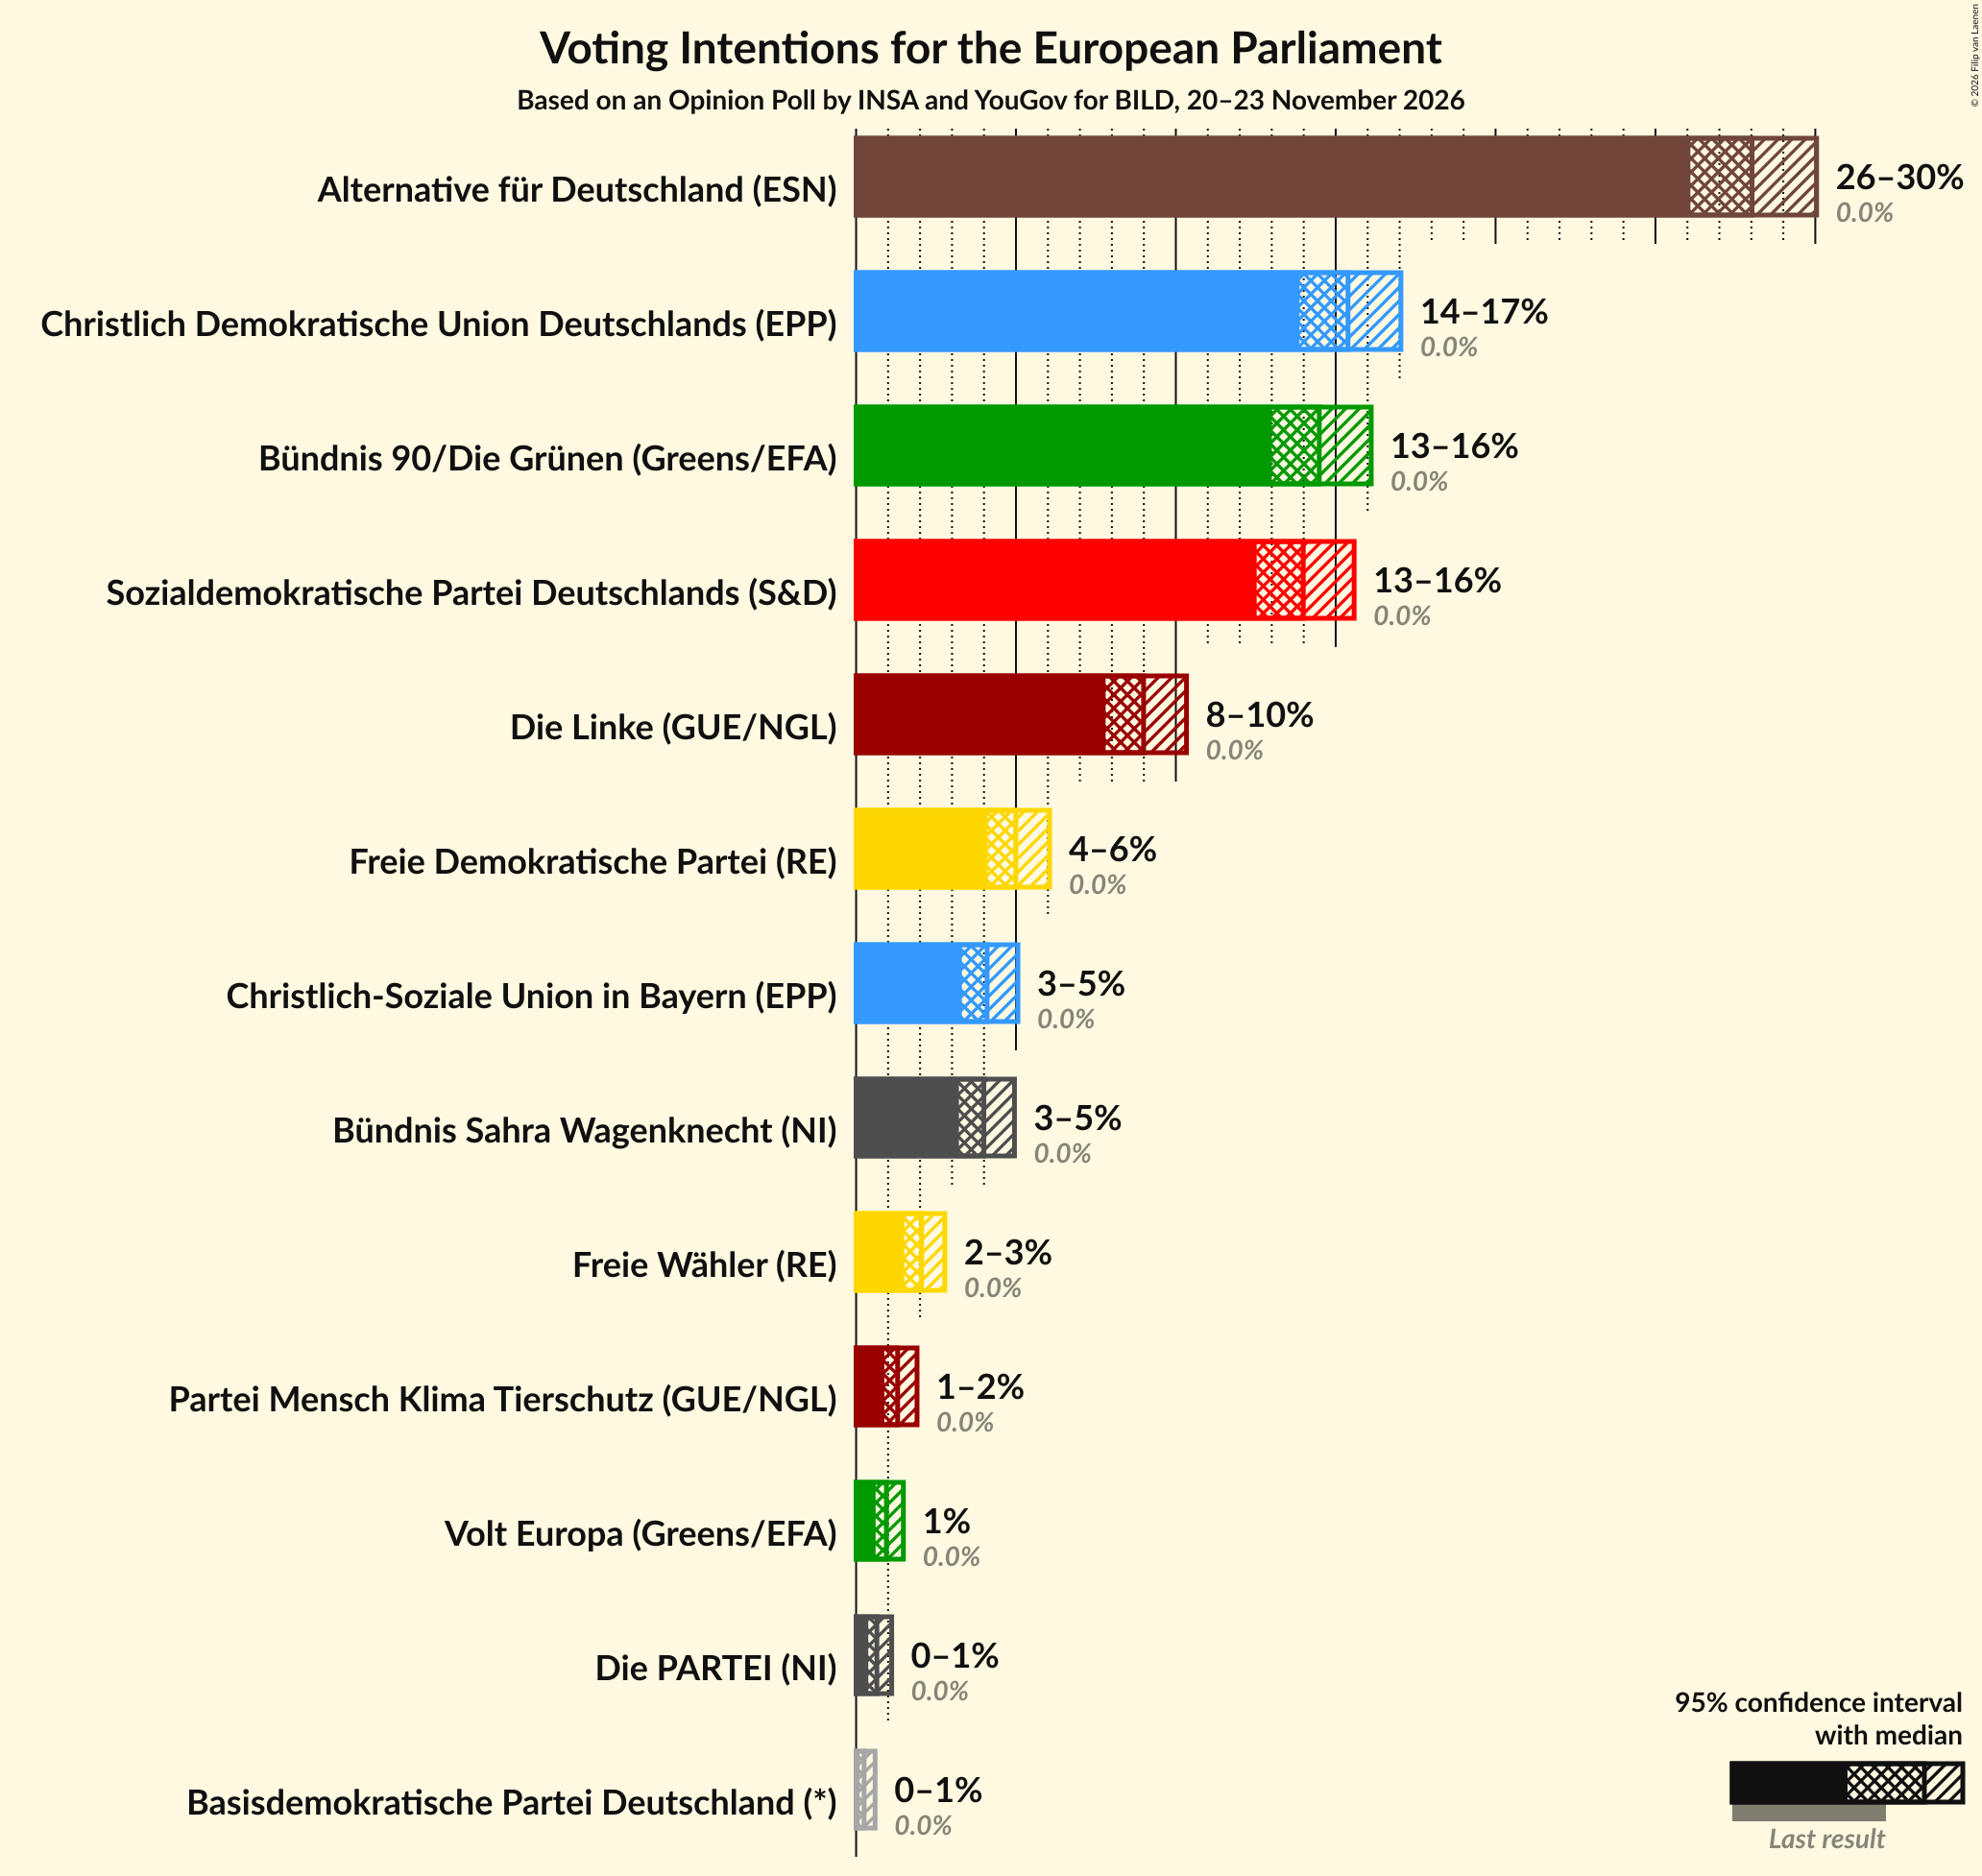 Voting Intentions for the European Parliament
Based on an Opinion Poll by INSA and YouGov for BILD, 20–23 November 2026
© 2026 Filip van Laenen
Alternative für Deutschland (ESN)
26–30%
0.0%
Christlich Demokratische Union Deutschlands (EPP)
14–17%
0.0%
Bündnis 90/Die Grünen (Greens/EFA)
13–16%
0.0%
Sozialdemokratische Partei Deutschlands (S&D)
13–16%
0.0%
Die Linke (GUE/NGL)
8–10%
0.0%
Freie Demokratische Partei (RE)
4–6%
0.0%
Christlich-Soziale Union in Bayern (EPP)
3–5%
0.0%
Bündnis Sahra Wagenknecht (NI)
3–5%
0.0%
Freie Wähler (RE)
2–3%
0.0%
Partei Mensch Klima Tierschutz (GUE/NGL)
1–2%
0.0%
Volt Europa (Greens/EFA)
1%
0.0%
Die PARTEI (NI)
0–1%
0.0%
Basisdemokratische Partei Deutschland (*)
0–1%
0.0%
95% confidence interval
with median
Last result